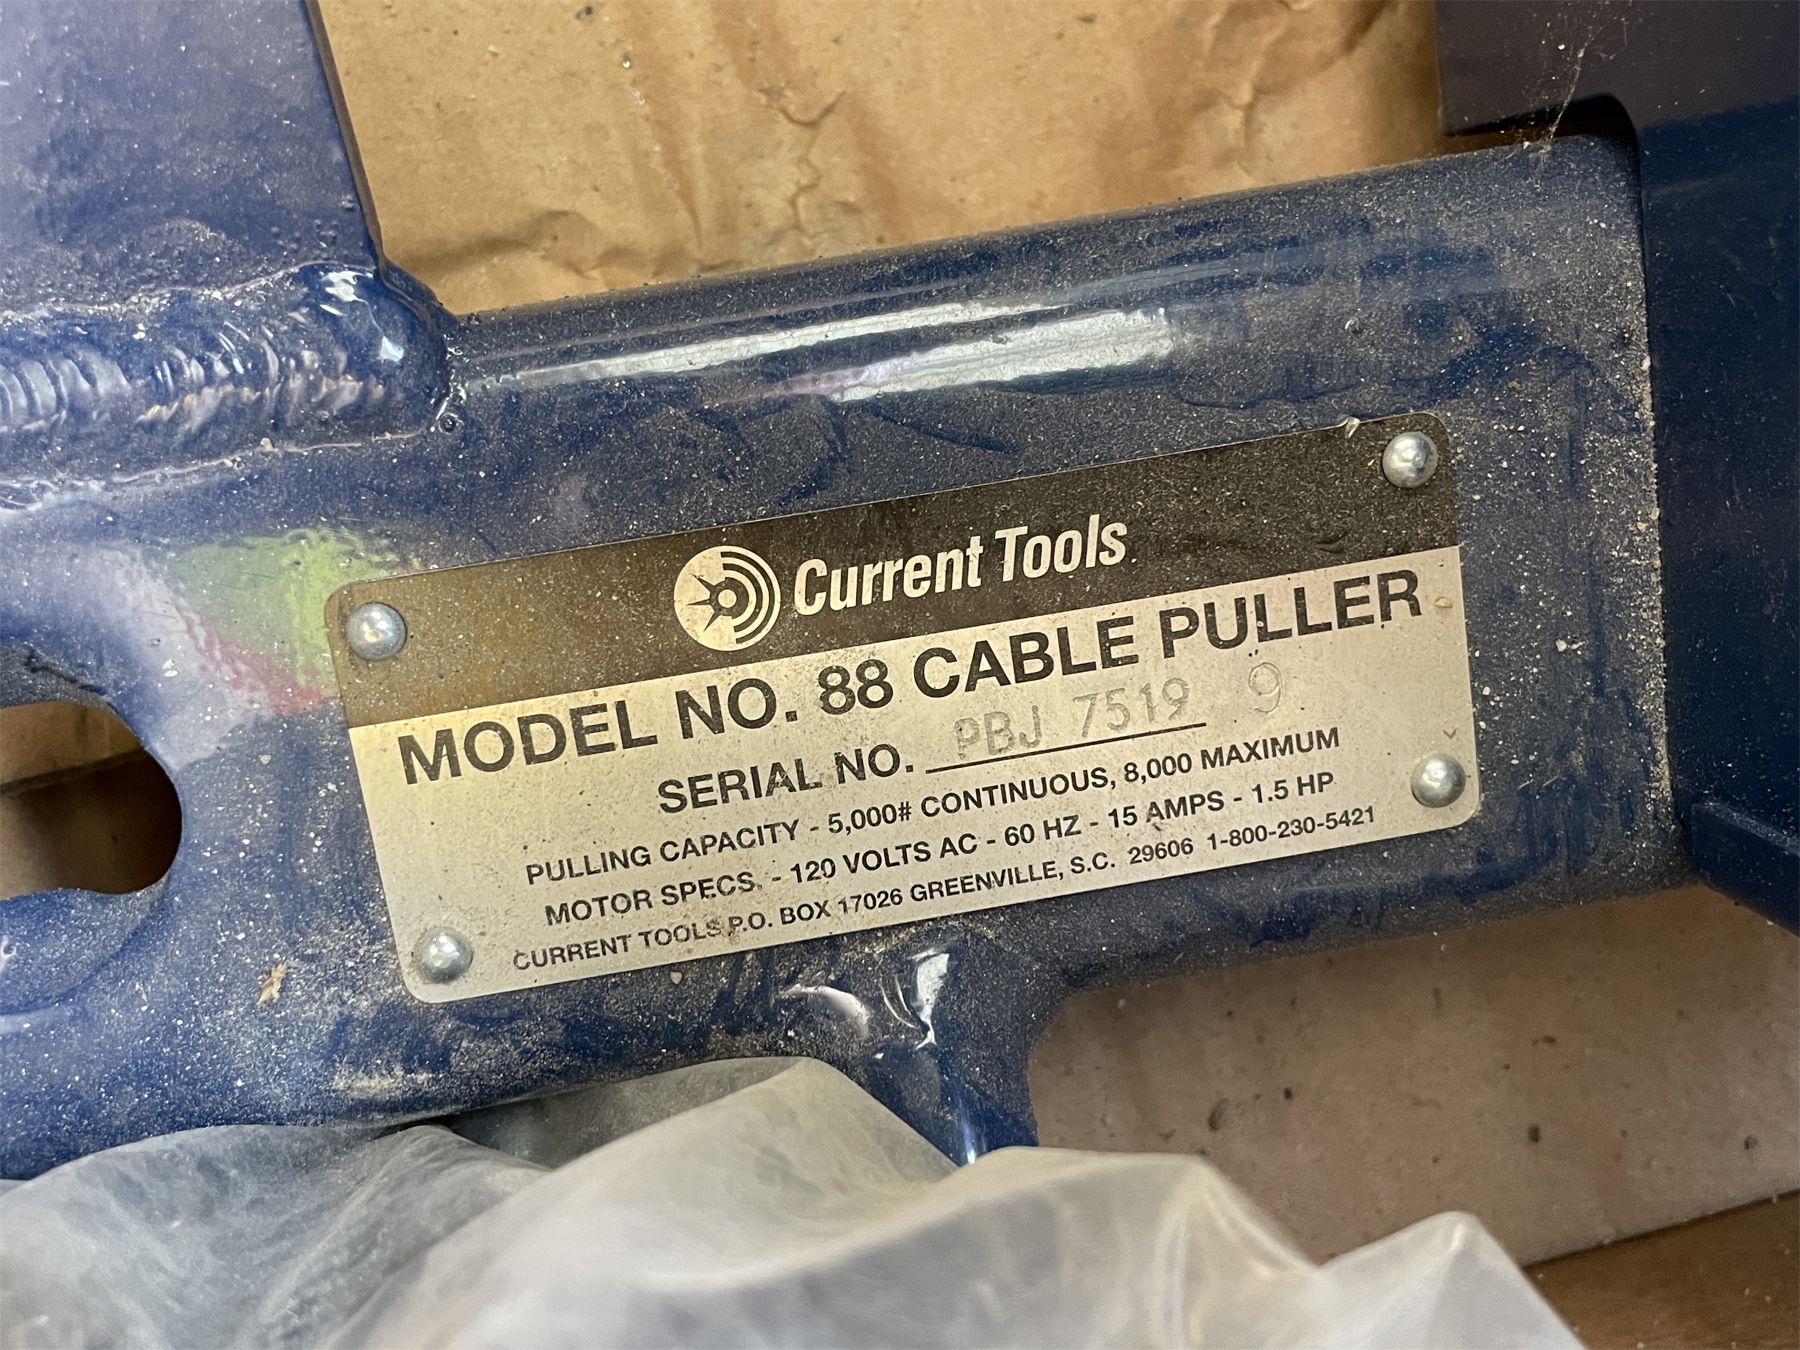 Current Tools
MODEL NO. 88 CABLE PULLER
SERIAL NO. PBJ 7519 9
PULLING CAPACITY - 5,000# CONTINUOUS, 8,000 MAXIMUM
MOTOR SPECS. - 120 VOLTS AC - 60 HZ - 15 AMPS - 1.5 HP
CURRENT TOOLS P.O. BOX 17026 GREENVILLE, S.C. 29606 1-800-230-5421